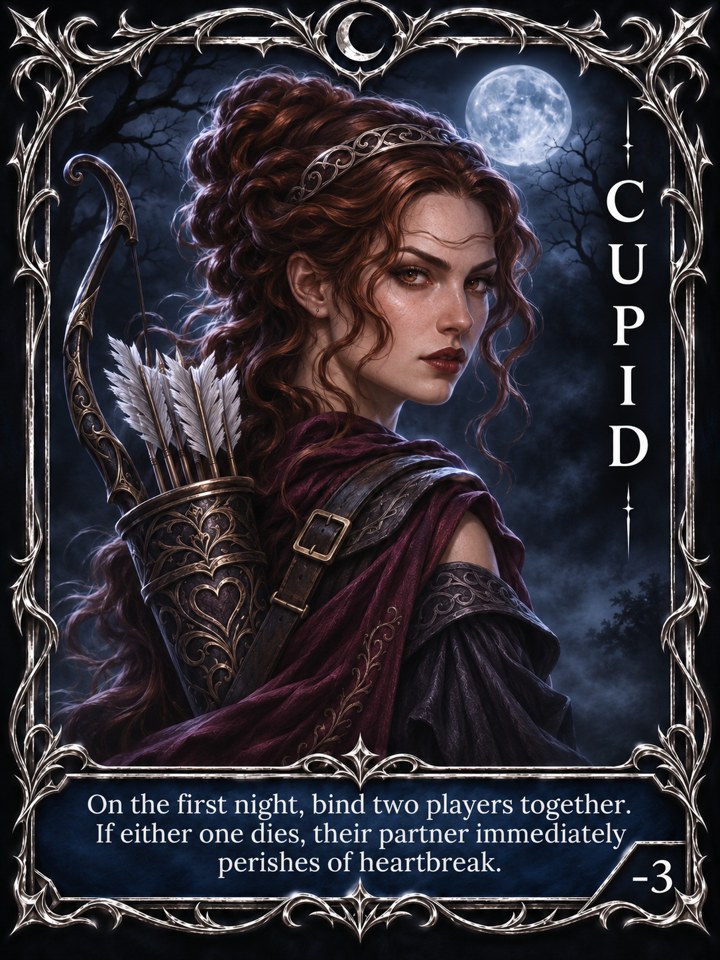 CUPID
On the first night, bind two players together.
If either one dies, their partner immediately
perishes of heartbreak.
-3